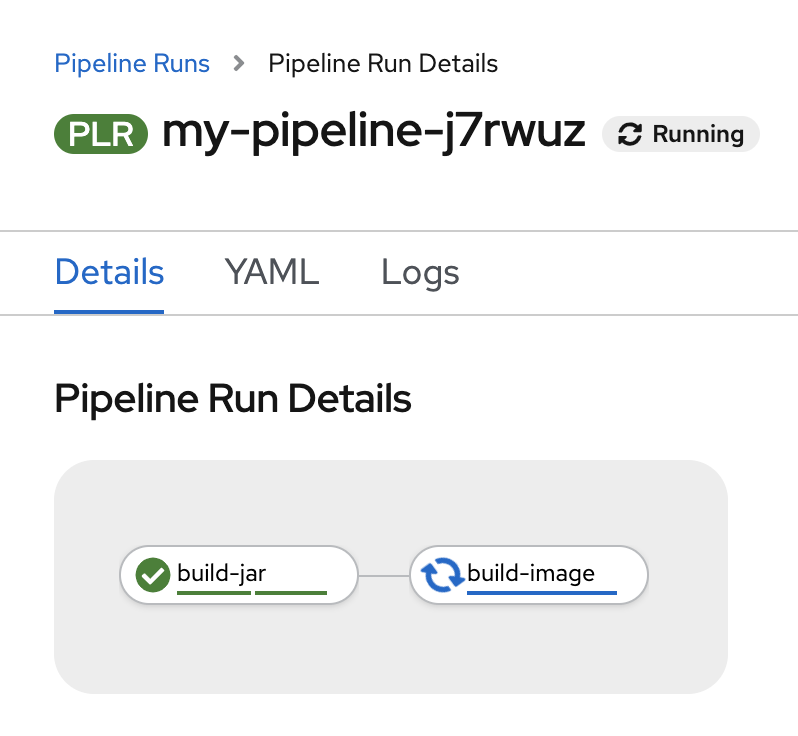 Pipeline Runs > Pipeline Run Details
PLR my-pipeline-j7rwuz Running
Details YAML Logs
Pipeline Run Details
build-jar build-image